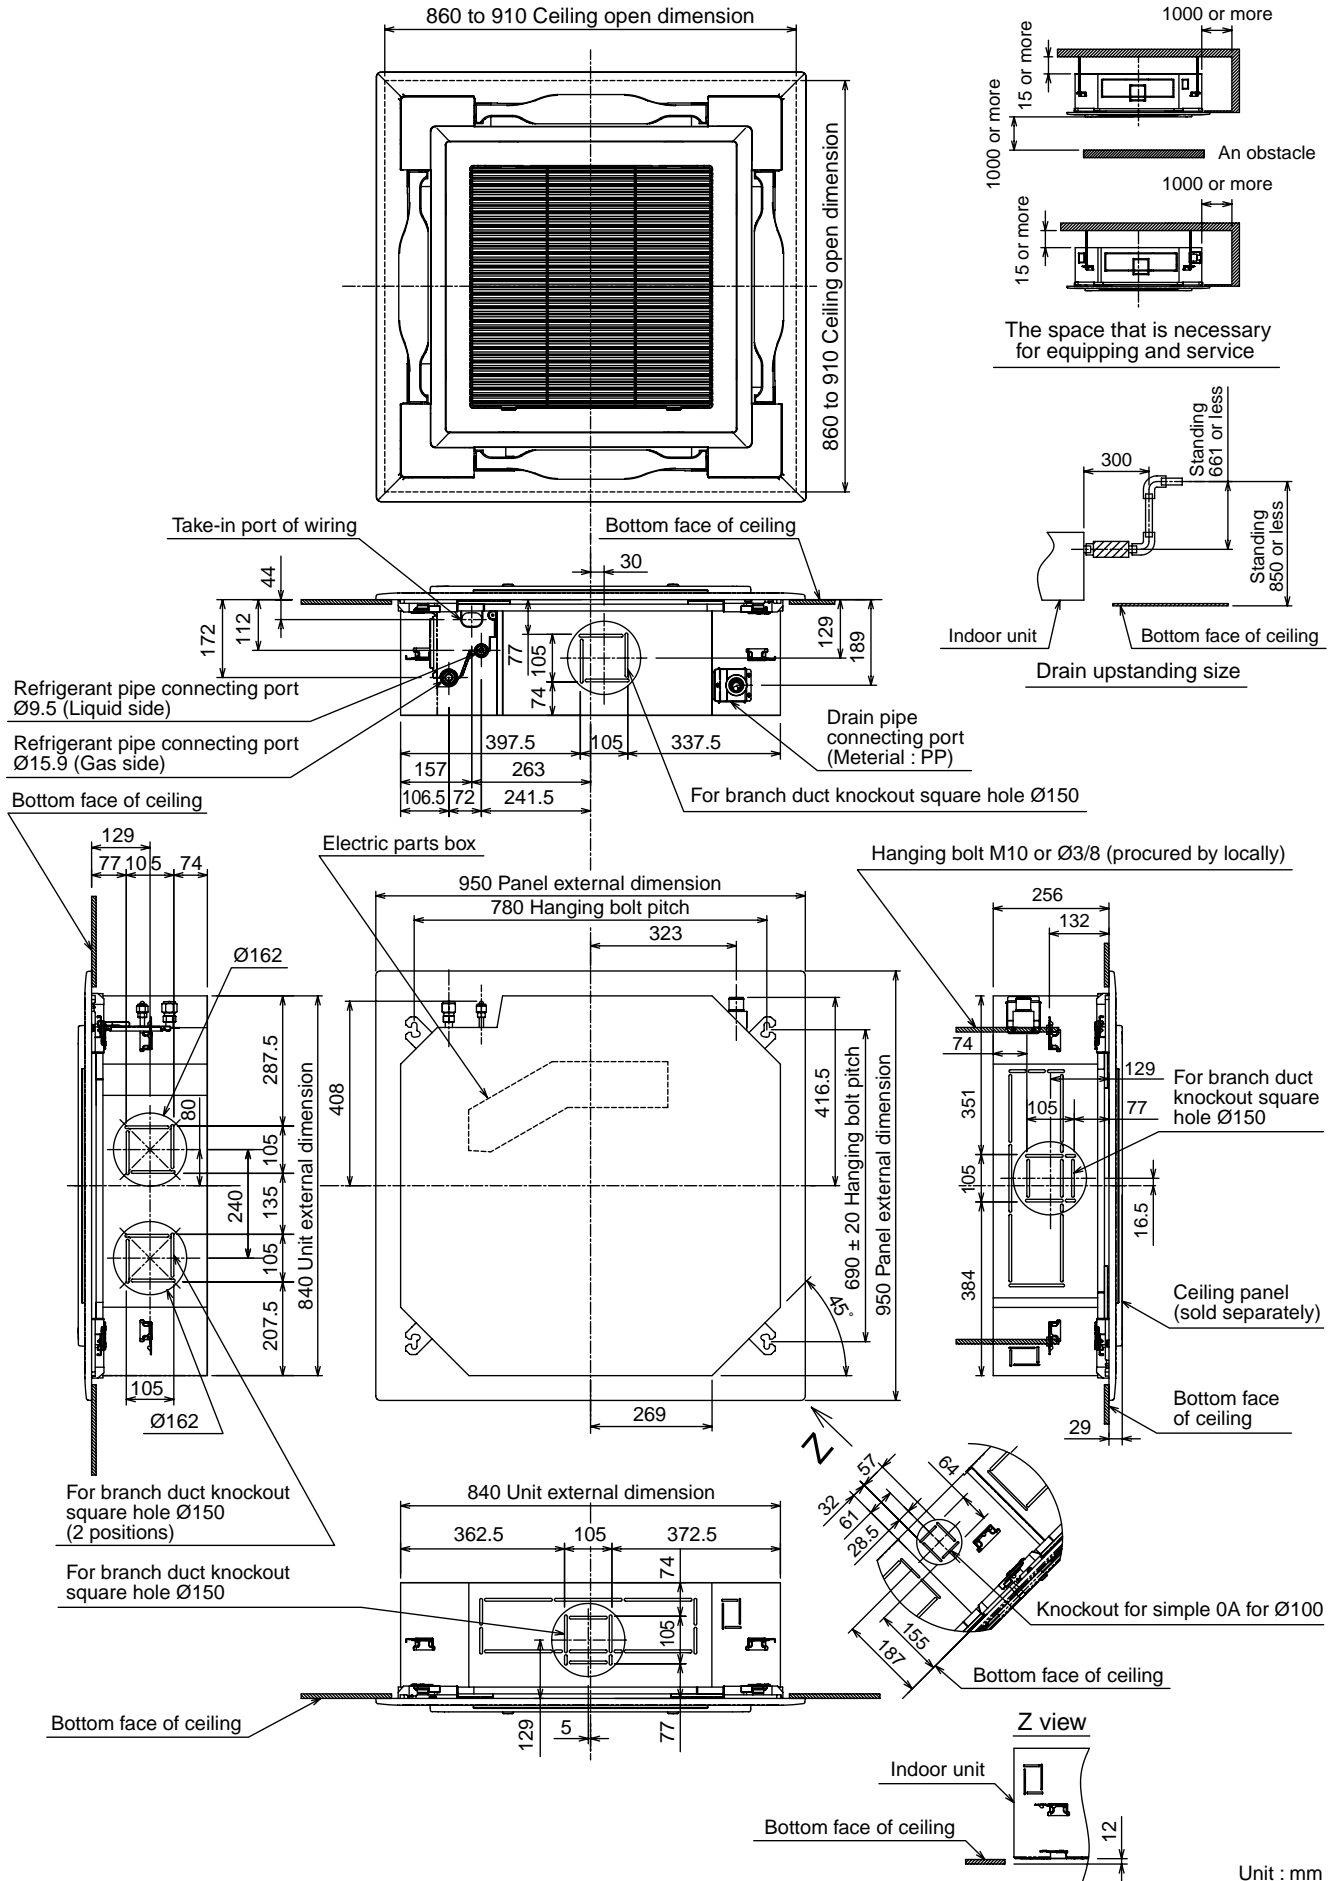 860 to 910 Ceiling open dimension
860 to 910 Ceiling open dimension
1000 or more
15 or more
1000 or more
An obstacle
1000 or more
15 or more
The space that is necessary
for equipping and service
Standing
661 or less
300
Standing
850 or less
Indoor unit
Bottom face of ceiling
Drain upstanding size
Take-in port of wiring
Bottom face of ceiling
30
44
112
172
77
105
74
129
189
Refrigerant pipe connecting port
Ø9.5 (Liquid side)
Refrigerant pipe connecting port
Ø15.9 (Gas side)
Drain pipe
connecting port
(Meterial : PP)
397.5
105
337.5
157
263
106.5
72
241.5
For branch duct knockout square hole Ø150
Bottom face of ceiling
129
77
105
74
Ø162
287.5
80
105
240
135
105
207.5
840 Unit external dimension
105
Ø162
For branch duct knockout
square hole Ø150
(2 positions)
For branch duct knockout
square hole Ø150
Electric parts box
950 Panel external dimension
780 Hanging bolt pitch
323
408
416.5
690 ± 20 Hanging bolt pitch
950 Panel external dimension
45°
269
Z
Hanging bolt M10 or Ø3/8 (procured by locally)
256
132
74
129
351
105
77
105
16.5
384
For branch duct
knockout square
hole Ø150
Ceiling panel
(sold separately)
Bottom face
of ceiling
29
840 Unit external dimension
362.5
105
372.5
74
105
77
129
5
Bottom face of ceiling
57
64
32
61
28.5
155
187
Knockout for simple 0A for Ø100
Bottom face of ceiling
Z view
Indoor unit
Bottom face of ceiling
12
Unit : mm